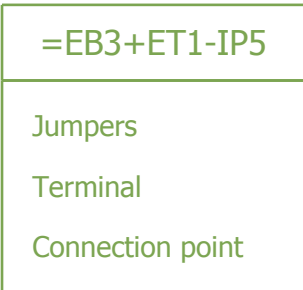 =EB3+ET1-IP5
Jumpers
Terminal
Connection point